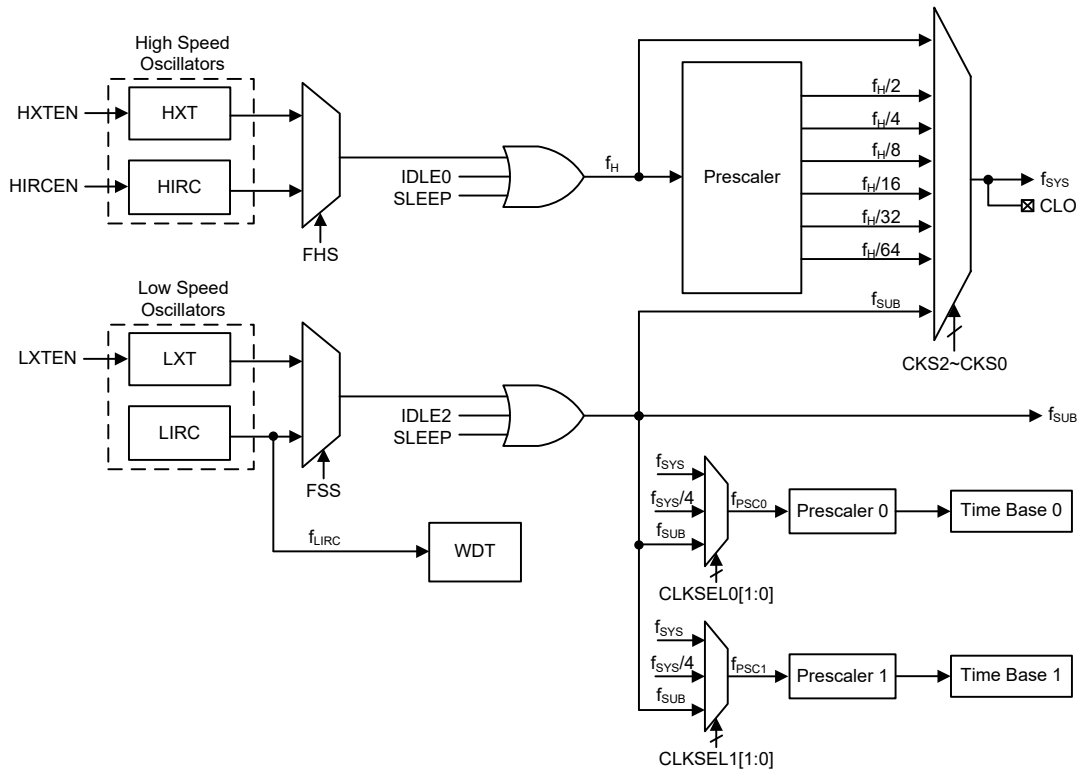 High Speed
Oscillators
HXTEN
HXT
HIRCEN
HIRC
FHS
IDLE0
SLEEP
fH
Prescaler
fH/2
fH/4
fH/8
fH/16
fH/32
fH/64
fSUB
fSYS
CLO
CKS2~CKS0
Low Speed
Oscillators
LXTEN
LXT
LIRC
FSS
IDLE2
SLEEP
fSUB
fLIRC
WDT
fSYS
fSYS/4
fSUB
fPSC0
Prescaler 0
Time Base 0
CLKSEL0[1:0]
fSYS
fSYS/4
fSUB
fPSC1
Prescaler 1
Time Base 1
CLKSEL1[1:0]